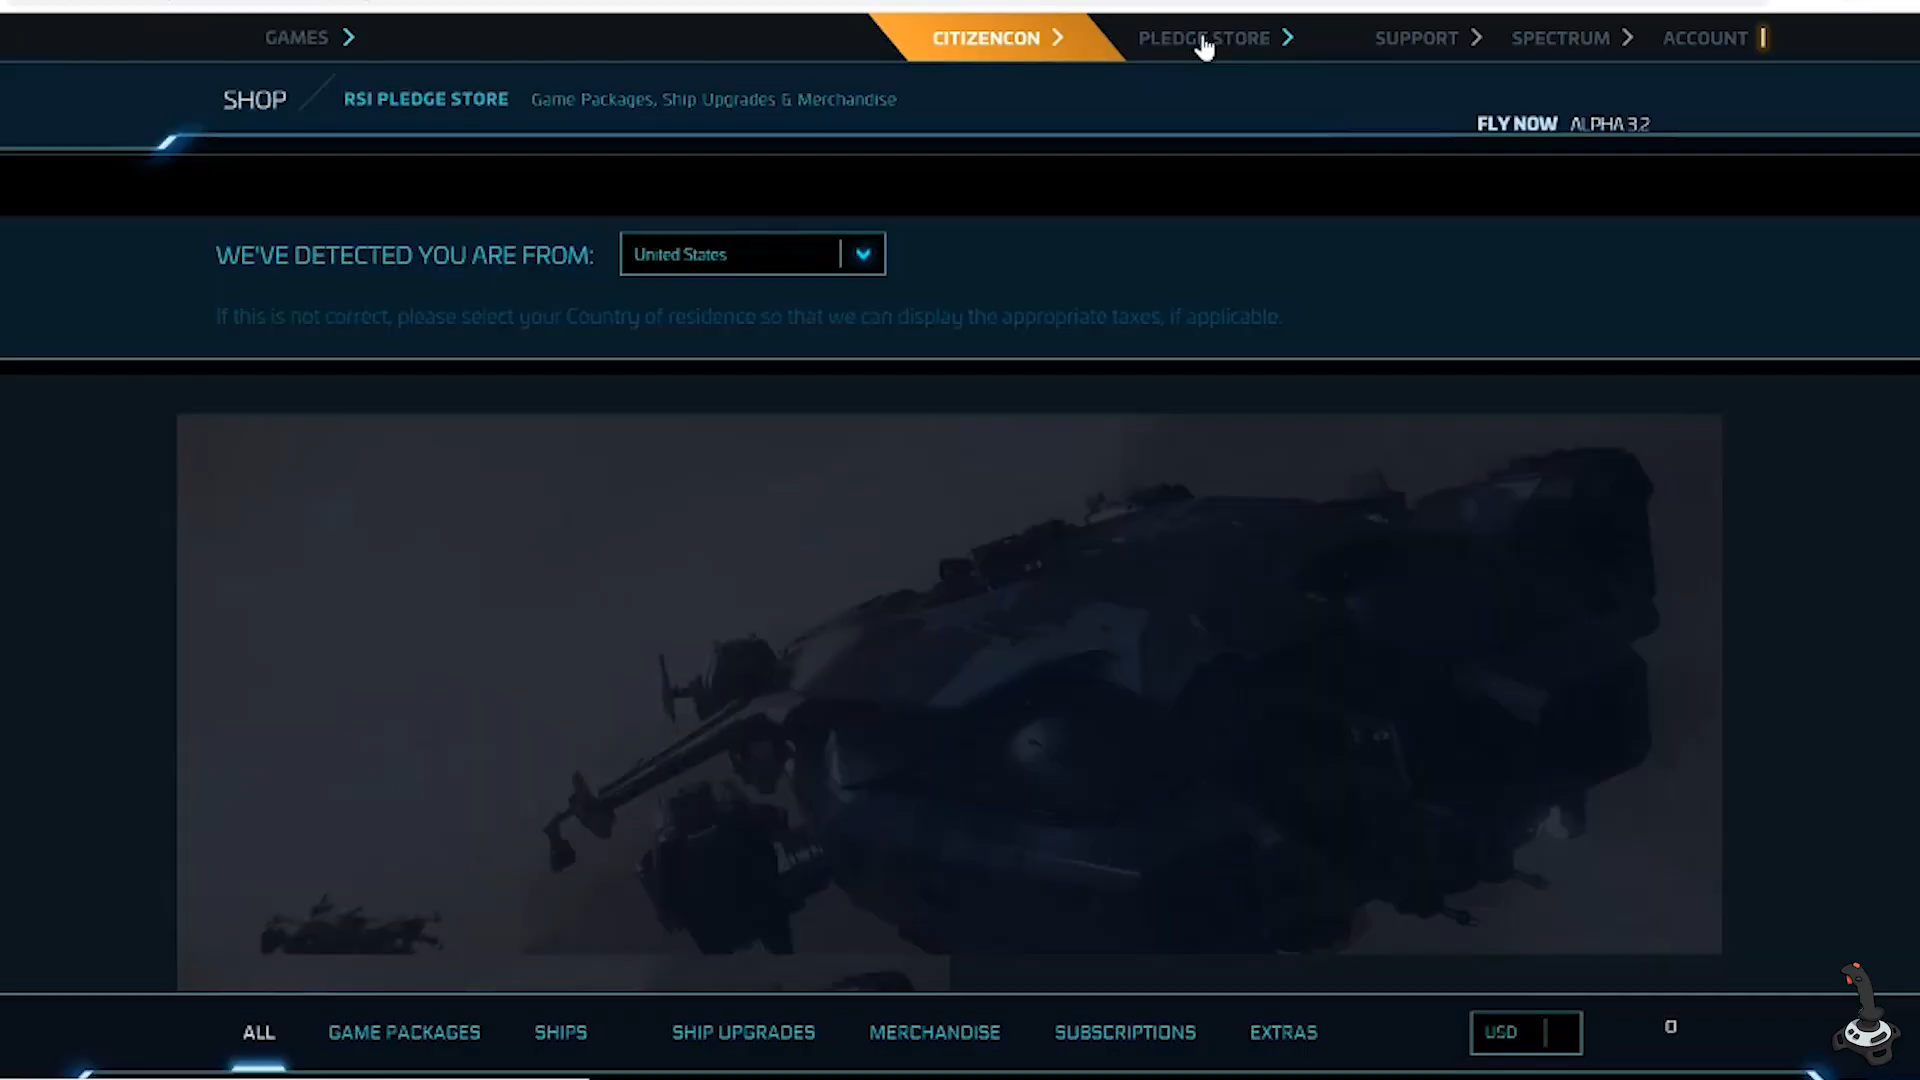 GAMES
CITIZENCON
PLEDGE STORE
SUPPORT
SPECTRUM
ACCOUNT
SHOP
RSI PLEDGE STORE
Game Packages, Ship Upgrades & Merchandise
FLY NOW ALPHA 3.2
WE'VE DETECTED YOU ARE FROM:
United States
If this is not correct, please select your Country of residence so that we can display the appropriate taxes, if applicable.
ALL
GAME PACKAGES
SHIPS
SHIP UPGRADES
MERCHANDISE
SUBSCRIPTIONS
EXTRAS
USD
0